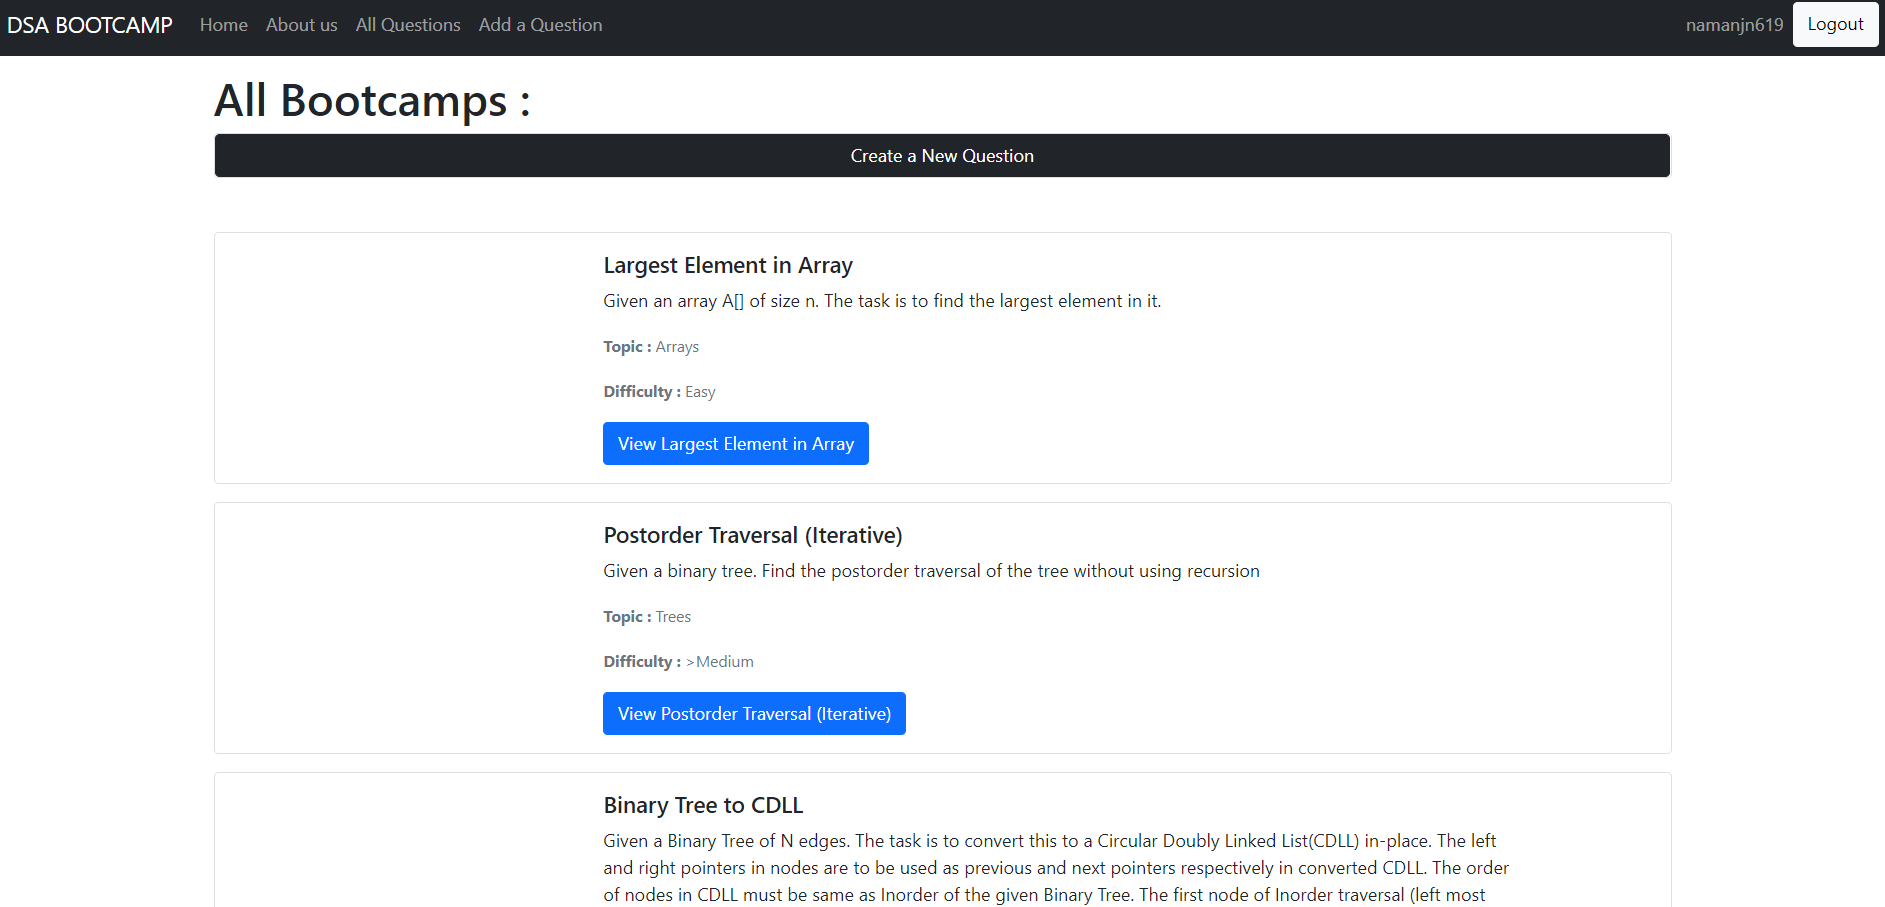 DSA BOOTCAMP Home About us All Questions Add a Question namanjn619 Logout
All Bootcamps :
Create a New Question
Largest Element in Array
Given an array A[] of size n. The task is to find the largest element in it.
Topic : Arrays
Difficulty : Easy
View Largest Element in Array
Postorder Traversal (Iterative)
Given a binary tree. Find the postorder traversal of the tree without using recursion
Topic : Trees
Difficulty : >Medium
View Postorder Traversal (Iterative)
Binary Tree to CDLL
Given a Binary Tree of N edges. The task is to convert this to a Circular Doubly Linked List(CDLL) in-place. The left
and right pointers in nodes are to be used as previous and next pointers respectively in converted CDLL. The order
of nodes in CDLL must be same as Inorder of the given Binary Tree. The first node of Inorder traversal (left most